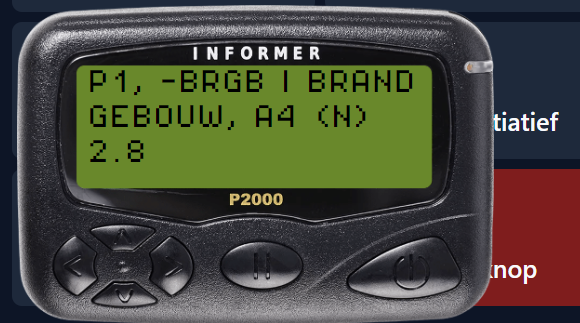 INFORMER
P1, -BRGB | BRAND
GEBOUW, A4 (N)
2.8
P2000
tiatief
knop